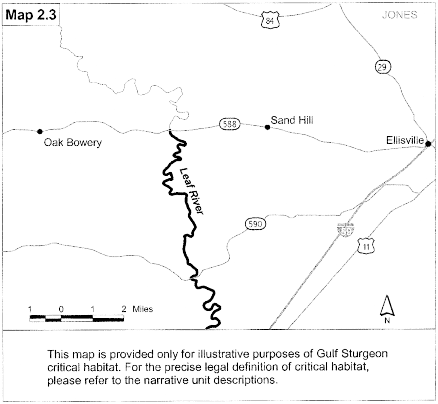 Map 2.3
84
JONES
29
588
Sand Hill
Oak Bowery
Ellisville
Leaf River
590
11
1 0 1 2 Miles
N
This map is provided only for illustrative purposes of Gulf Sturgeon
critical habitat. For the precise legal definition of critical habitat,
please refer to the narrative unit descriptions.